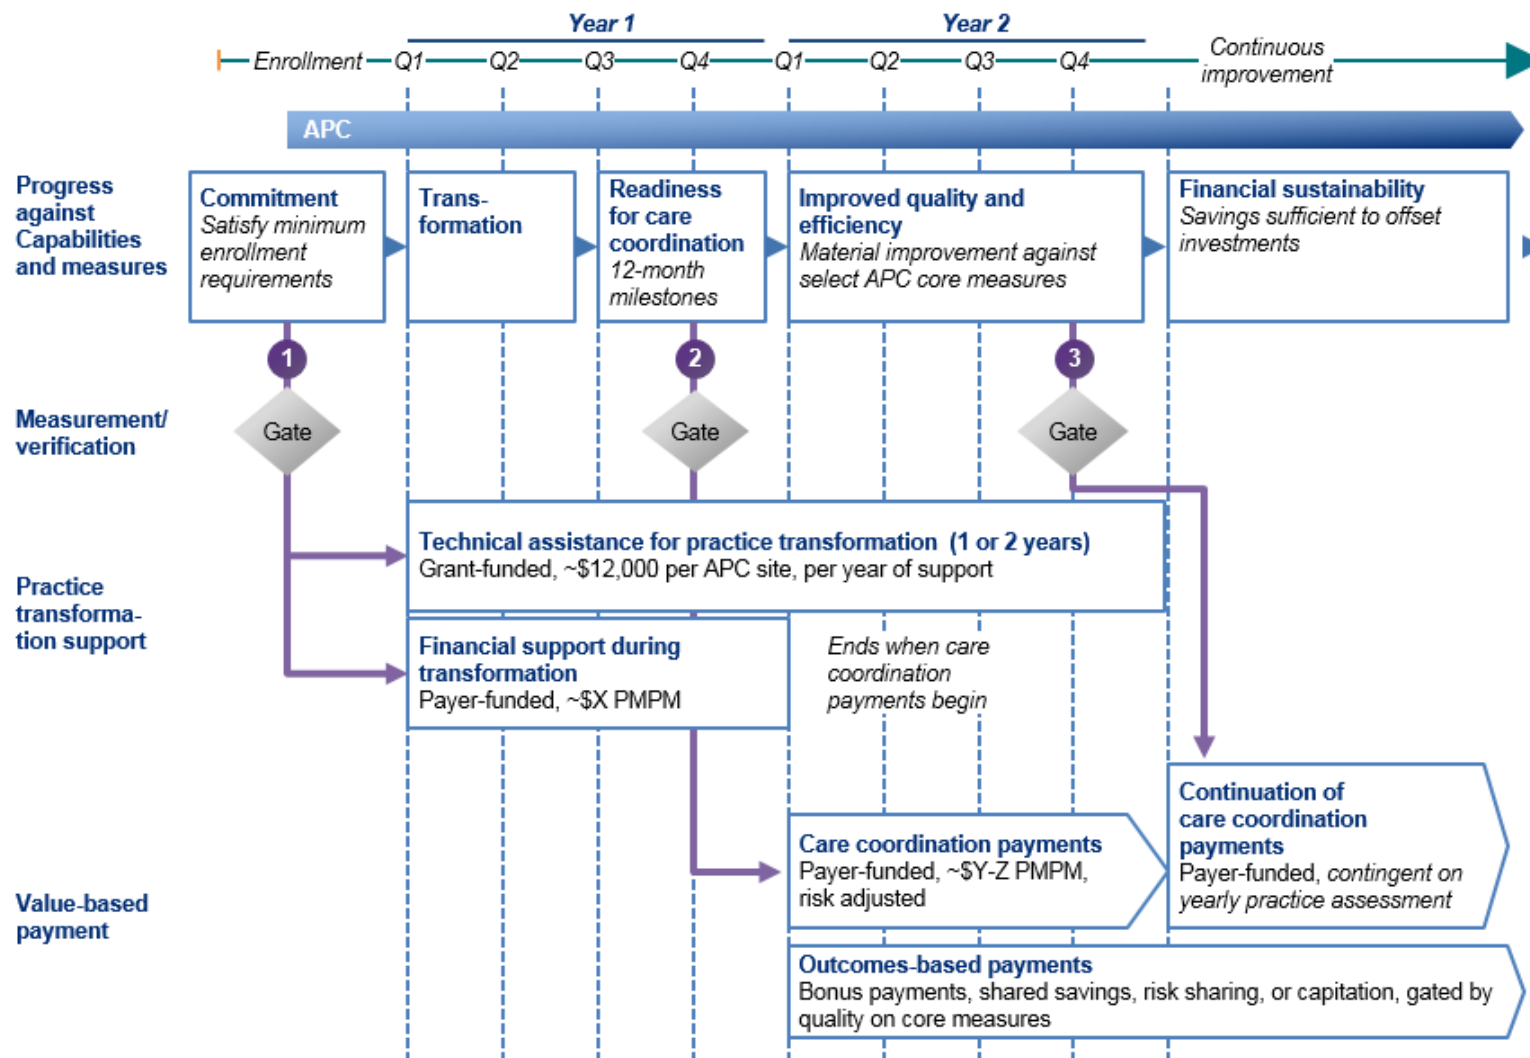 Year 1
Year 2
Enrollment
Q1
Q2
Q3
Q4
Q1
Q2
Q3
Q4
Continuous
improvement
APC
Progress
against
Capabilities
and measures
Commitment
Satisfy minimum
enrollment
requirements
Trans-
formation
Readiness
for care
coordination
12-month
milestones
Improved quality and
efficiency
Material improvement against
select APC core measures
Financial sustainability
Savings sufficient to offset
investments
1
2
3
Measurement/
verification
Gate
Gate
Gate
Practice
transforma-
tion support
Technical assistance for practice transformation (1 or 2 years)
Grant-funded, ~$12,000 per APC site, per year of support
Financial support during
transformation
Payer-funded, ~$X PMPM
Ends when care
coordination
payments begin
Value-based
payment
Care coordination payments
Payer-funded, ~$Y-Z PMPM,
risk adjusted
Continuation of
care coordination
payments
Payer-funded, contingent on
yearly practice assessment
Outcomes-based payments
Bonus payments, shared savings, risk sharing, or capitation, gated by
quality on core measures